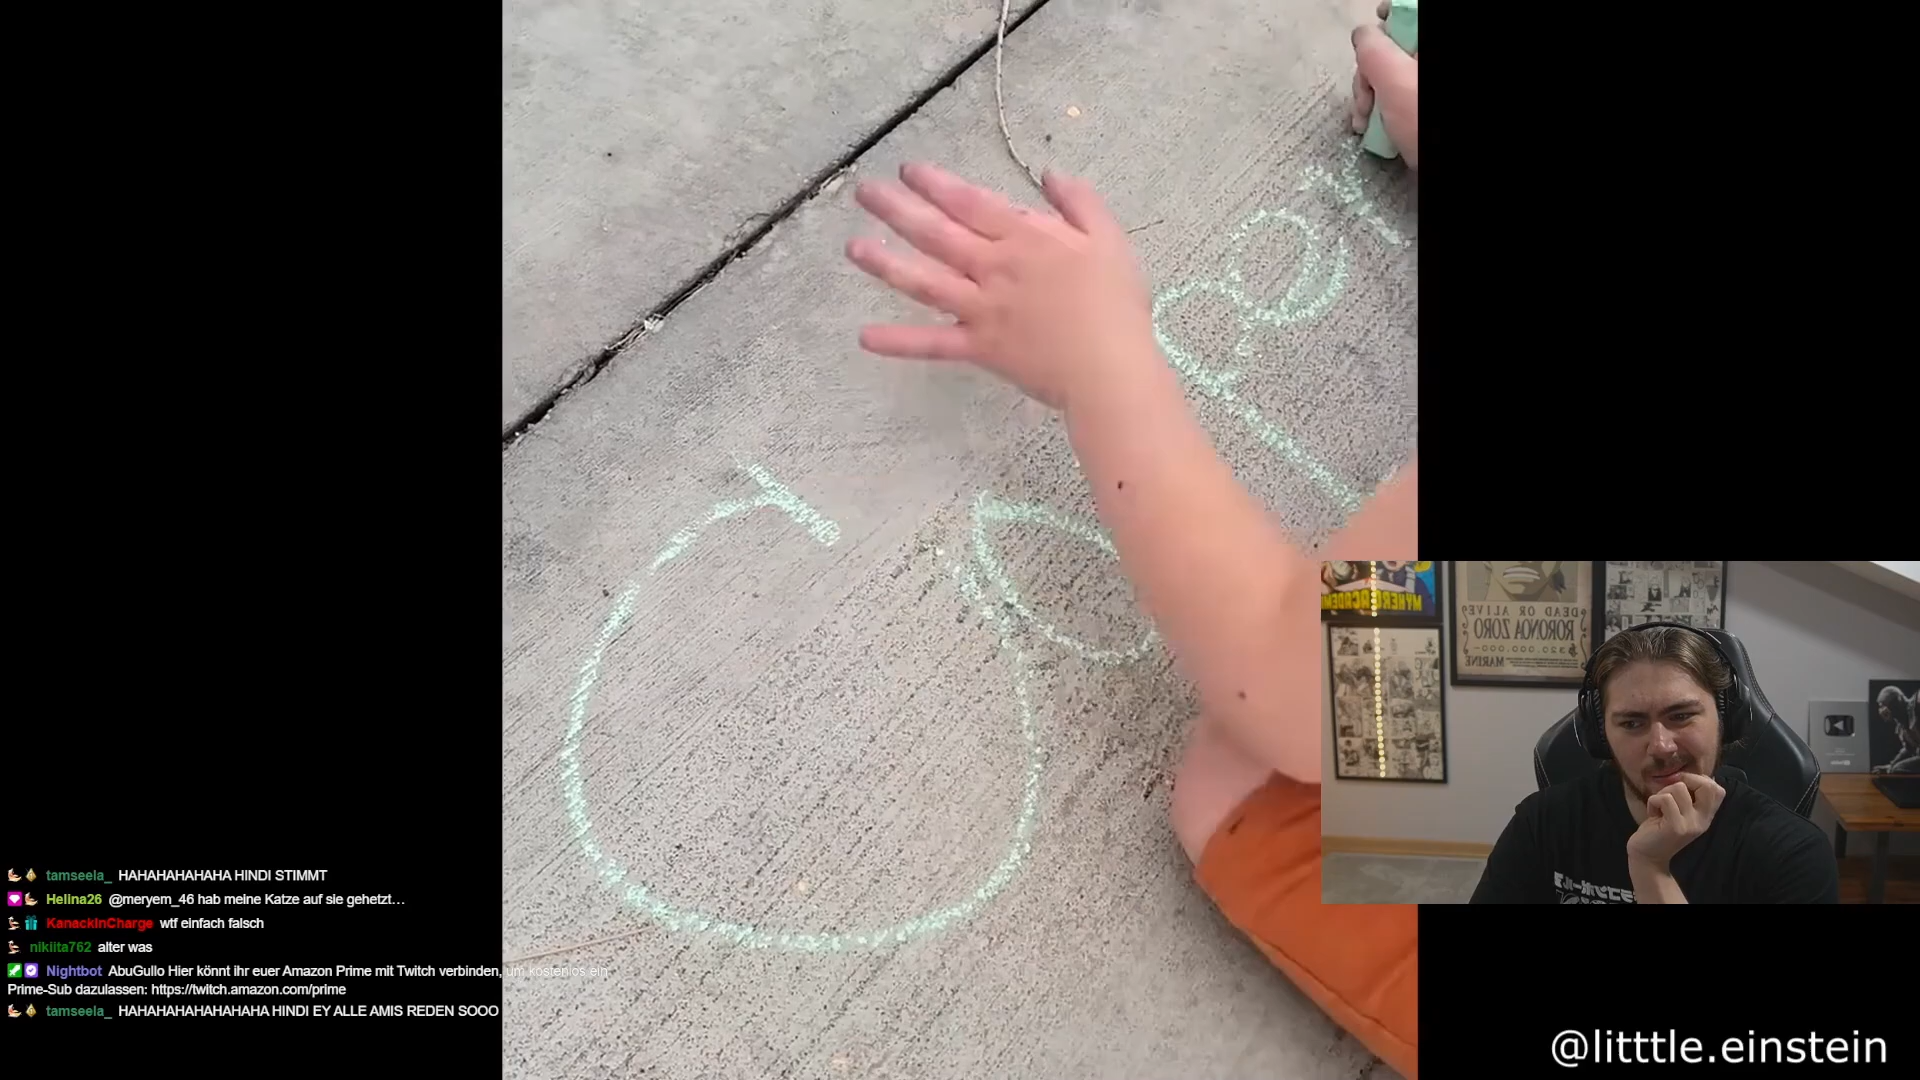 tamseela_ HAHAHAHAHAHA HINDI STIMMT
Helina26 @meryem_46 hab meine Katze auf sie gehetzt...
KanackInCharge wtf einfach falsch
nikiita762 alter was
Nightbot AbuGullo Hier könnt ihr euer Amazon Prime mit Twitch verbinden, um kostenlos ein
Prime-Sub dazulassen: https://twitch.amazon.com/prime
tamseela_ HAHAHAHAHAHAHAHA HINDI EY ALLE AMIS REDEN SOOO
DEAD OR ALIVE
RORONOA ZORO
MARINE
@litttle.einstein